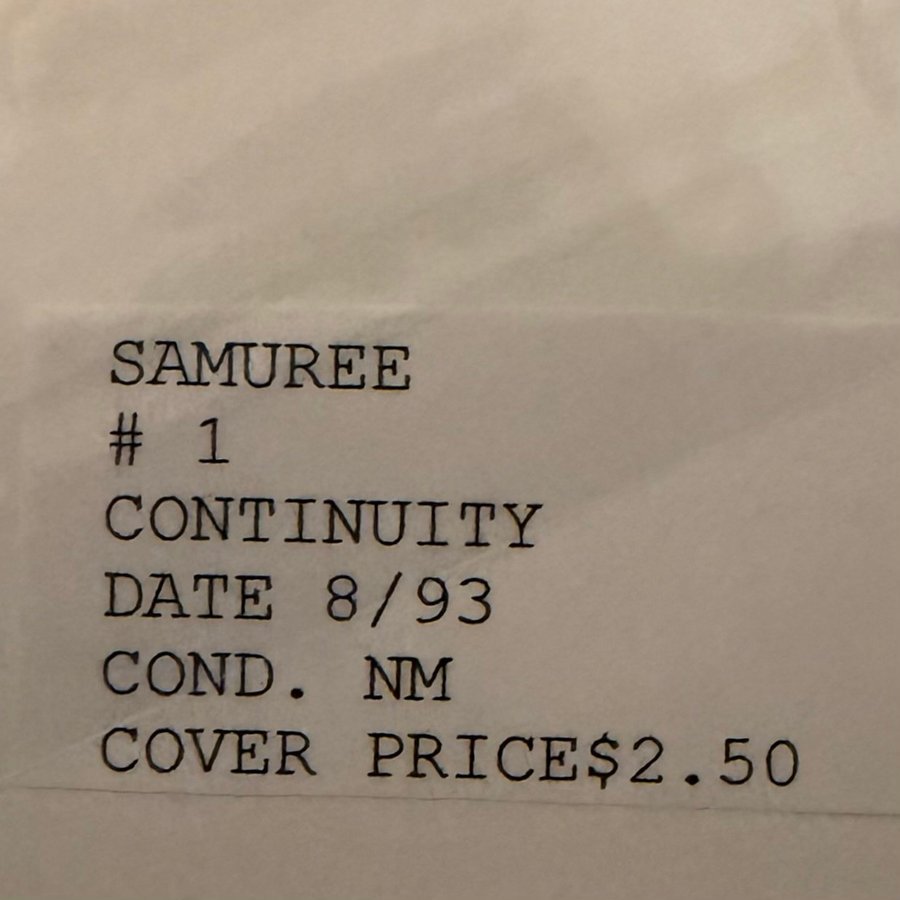 SAMUREE
# 1
CONTINUITY
DATE 8/93
COND. NM
COVER PRICE$2.50